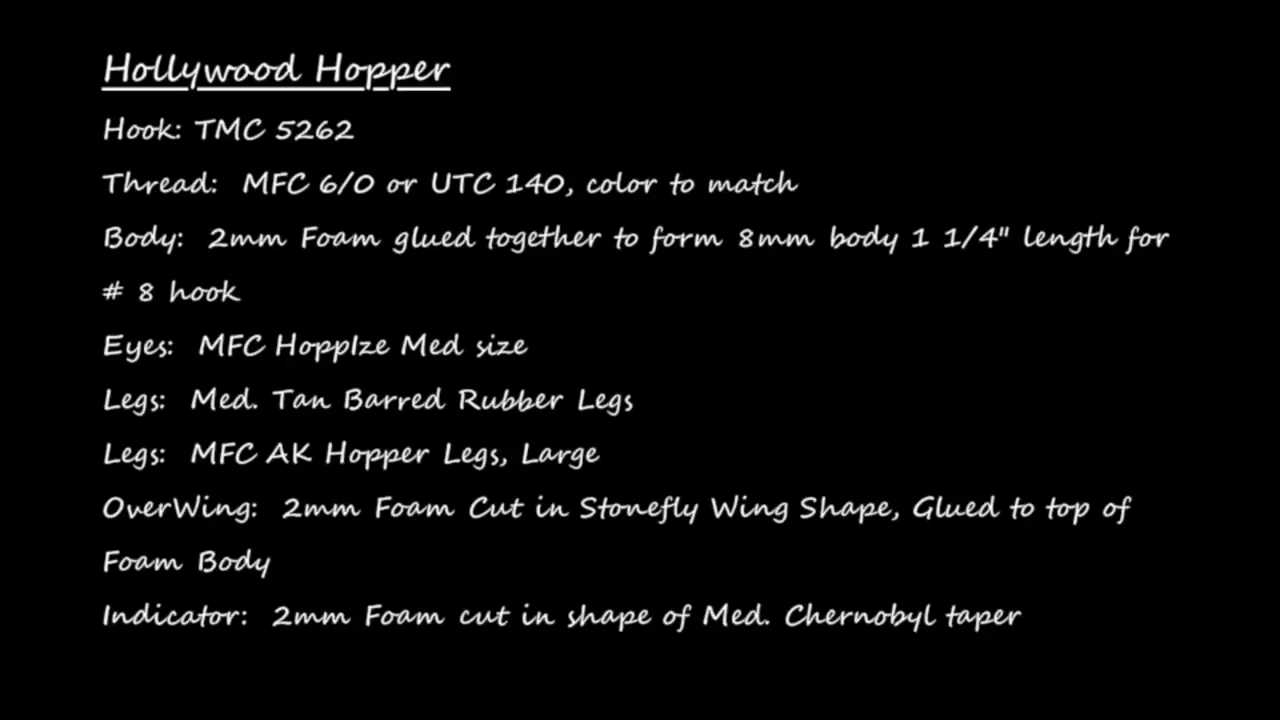 Hollywood Hopper
Hook: TMC 5262
Thread: MFC 6/0 or UTC 140, color to match
Body: 2mm Foam glued together to form 8mm body 1 1/4" length for
# 8 hook
Eyes: MFC HoppIze Med size
Legs: Med. Tan Barred Rubber Legs
Legs: MFC AK Hopper Legs, Large
OverWing: 2mm Foam Cut in Stonefly Wing Shape, Glued to top of
Foam Body
Indicator: 2mm Foam cut in shape of Med. Chernobyl taper